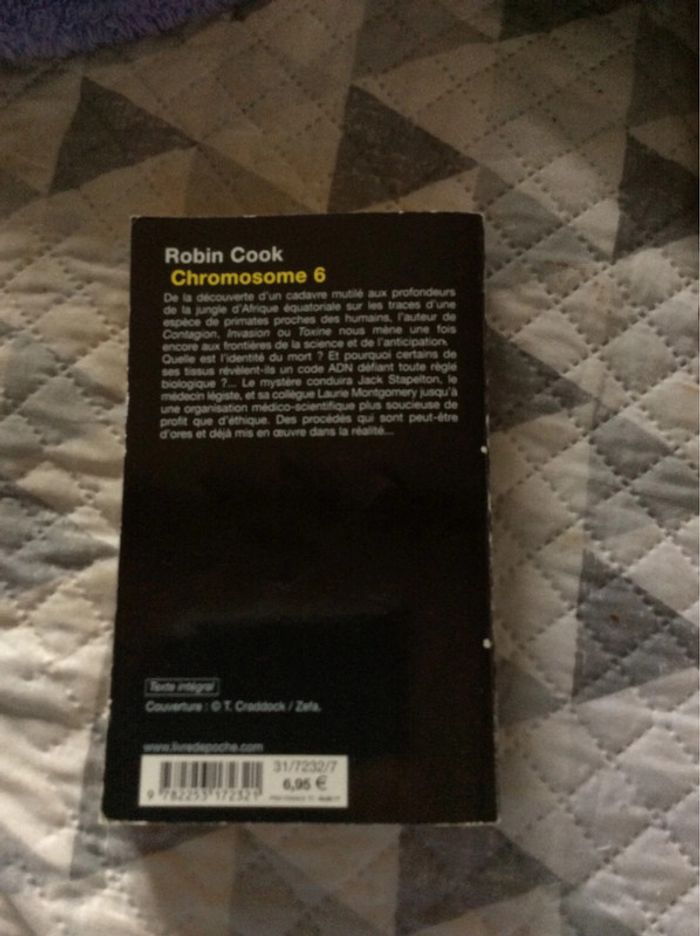 Robin Cook
Chromosome 6
De la découverte d'un cadavre mutilé aux profondeurs
de la jungle d'Afrique équatoriale sur les traces d'une
espèce de primates proches des humains, l'auteur de
Contagion, Invasion ou Toxine nous mène une fois
encore aux frontières de la science et de l'anticipation.
Quelle est l'identité du mort ? Et pourquoi certains de
ses tissus révèlent-ils un code ADN défiant toute règle
biologique ?... Le mystère conduira Jack Stapelton, le
médecin légiste, et sa collègue Laurie Montgomery jusqu'à
une organisation médico-scientifique plus soucieuse de
profit que d'éthique. Des procédés qui sont peut-être
d'ores et déjà mis en œuvre dans la réalité...
Texte intégral
Couverture : © T. Craddock / Zefa.
www.livredepoche.com
31/7232/7
6,95 €
9 782253 172321